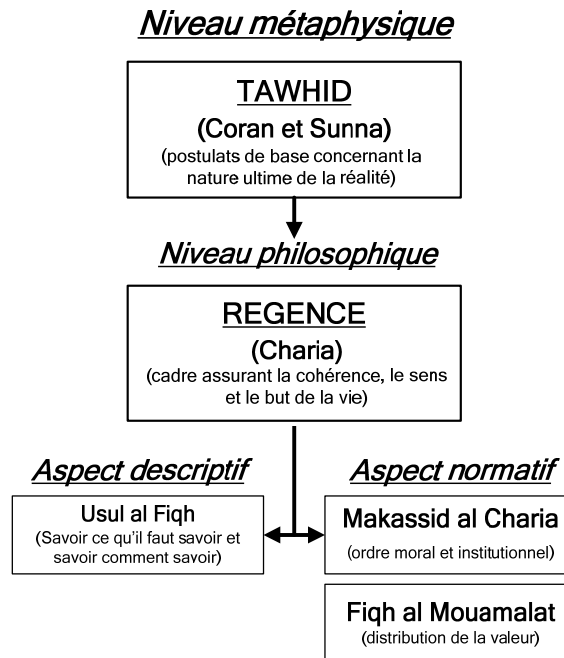 Niveau métaphysique
TAWHID
(Coran et Sunna)
(postulats de base concernant la
nature ultime de la réalité)
Niveau philosophique
REGENCE
(Charia)
(cadre assurant la cohérence, le sens
et le but de la vie)
Aspect descriptif
Usul al Fiqh
(Savoir ce qu'il faut savoir et
savoir comment savoir)
Aspect normatif
Makassid al Charia
(ordre moral et institutionnel)
Fiqh al Mouamalat
(distribution de la valeur)